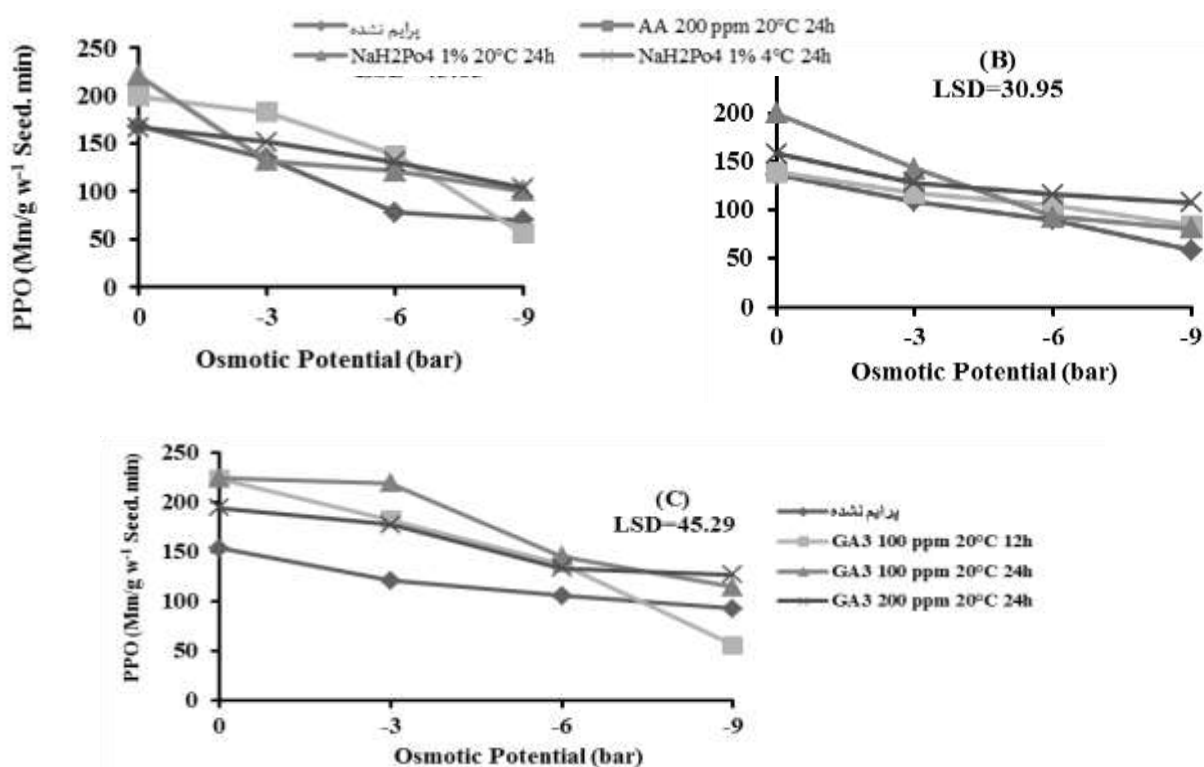 پرایم نشده
AA 200 ppm 20°C 24h
NaH2Po4 1% 20°C 24h
NaH2Po4 1% 4°C 24h
PPO (Mm/g w⁻¹ Seed. min)
250
200
150
100
50
0
0 -3 -6 -9
Osmotic Potential (bar)
(B)
LSD=30.95
200
150
100
50
0
0 -3 -6 -9
Osmotic Potential (bar)
PPO (Mm/g w⁻¹ Seed. min)
250
200
150
100
50
0
0 -3 -6 -9
Osmotic Potential (bar)
(C)
LSD=45.29
پرایم نشده
GA3 100 ppm 20°C 12h
GA3 100 ppm 20°C 24h
GA3 200 ppm 20°C 24h